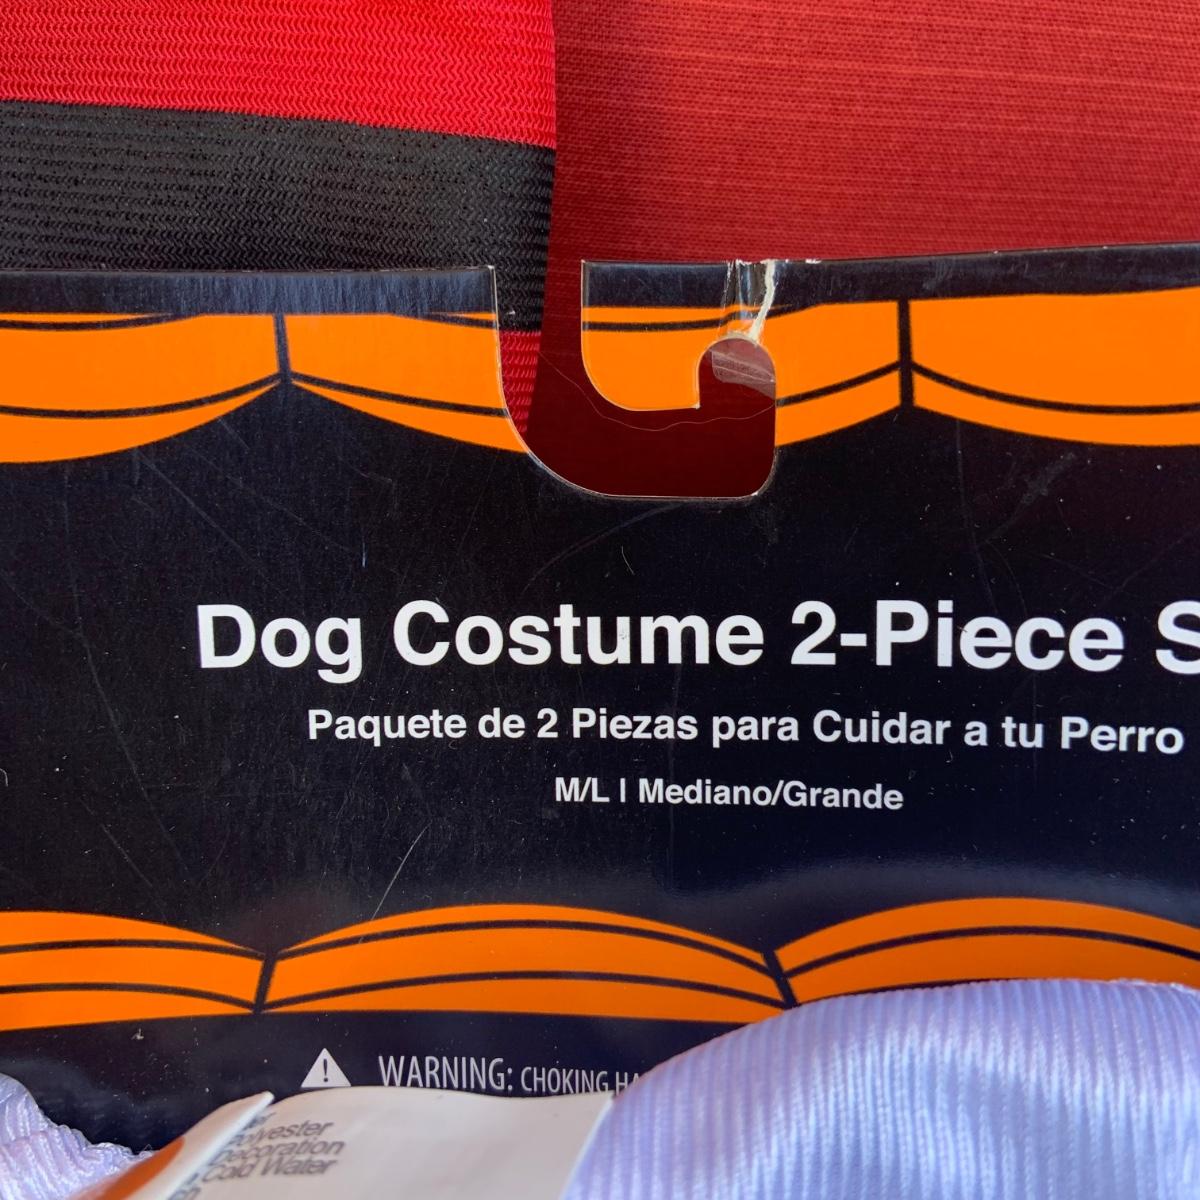 Dog Costume 2-Piece S
Paquete de 2 Piezas para Cuidar a tu Perro
M/L | Mediano/Grande
WARNING: CHOKING HA
Polyester
Decoration
Cold Water